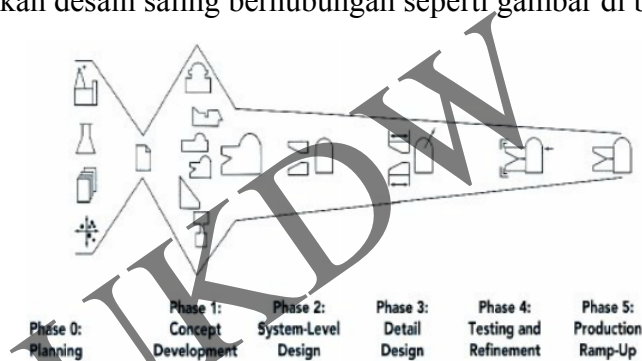 kan desain saling berhubungan seperti gambar di b
UKDW
Phase 0:
Planning
Phase 1:
Concept
Development
Phase 2:
System-Level
Design
Phase 3:
Detail
Design
Phase 4:
Testing and
Refinement
Phase 5:
Production
Ramp-Up